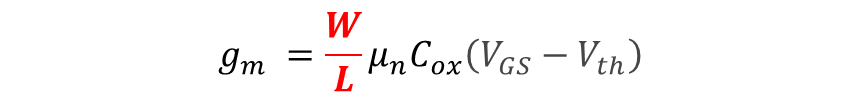 g_m = W/L μ_n C_ox (V_GS − V_th)